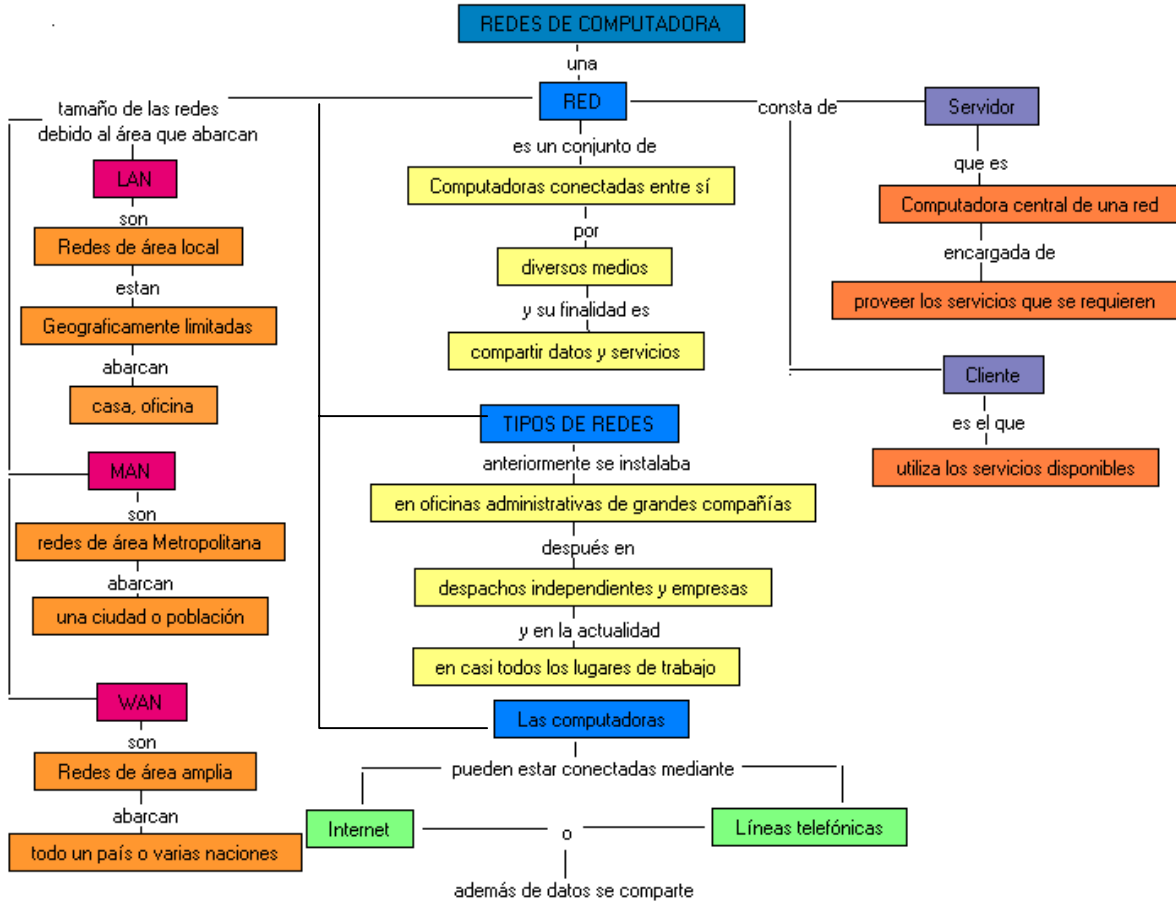 REDES DE COMPUTADORA
una
RED
tamaño de las redes
debido al área que abarcan
LAN
son
Redes de área local
estan
Geograficamente limitadas
abarcan
casa, oficina
MAN
son
redes de área Metropolitana
abarcan
una ciudad o población
WAN
son
Redes de área amplia
abarcan
todo un país o varias naciones
es un conjunto de
Computadoras conectadas entre sí
por
diversos medios
y su finalidad es
compartir datos y servicios
TIPOS DE REDES
anteriormente se instalaba
en oficinas administrativas de grandes compañías
después en
despachos independientes y empresas
y en la actualidad
en casi todos los lugares de trabajo
Las computadoras
pueden estar conectadas mediante
Internet
o
Líneas telefónicas
además de datos se comparte
consta de
Servidor
que es
Computadora central de una red
encargada de
proveer los servicios que se requieren
Cliente
es el que
utiliza los servicios disponibles